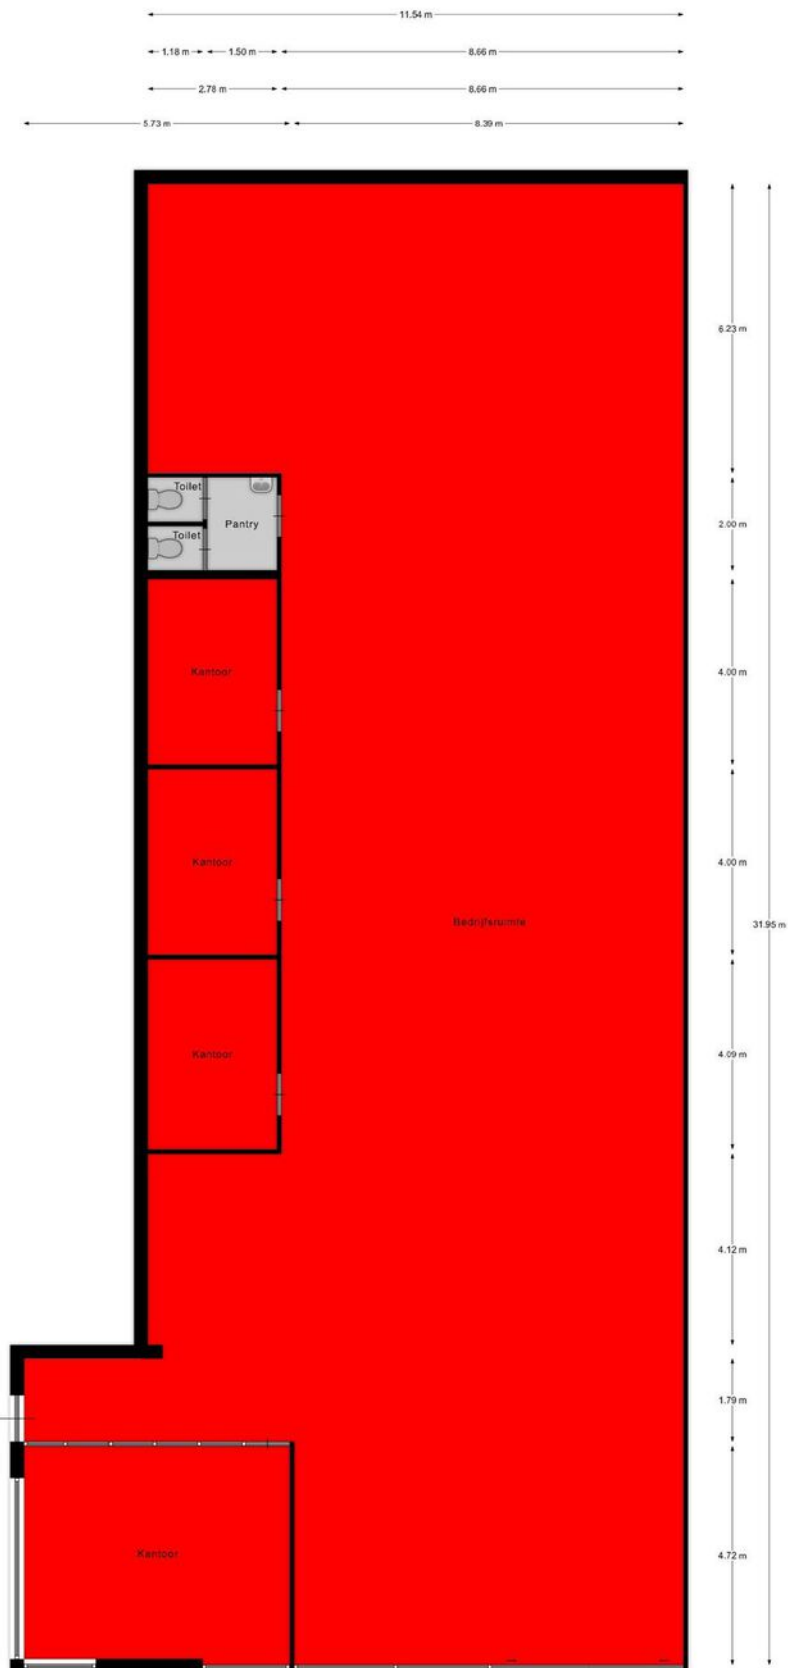 11.54 m
1.18 m 1.50 m 8.66 m
2.78 m 8.66 m
5.73 m 8.39 m
6.23 m
Toilet
Pantry
2.00 m
Toilet
Kantoor
4.00 m
Kantoor
4.00 m
Bedrijfsruimte
31.95 m
Kantoor
4.09 m
4.12 m
1.79 m
Kantoor
4.72 m